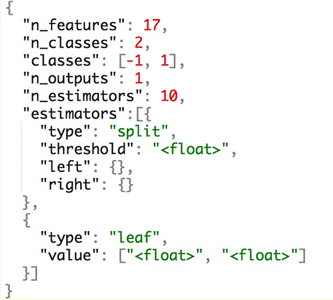 {
  "n_features": 17,
  "n_classes": 2,
  "classes": [-1, 1],
  "n_outputs": 1,
  "n_estimators": 10,
  "estimators":[{
    "type": "split",
    "threshold": "<float>",
    "left": {},
    "right": {}
  },
  {
    "type": "leaf",
    "value": ["<float>", "<float>"]
  }]
}